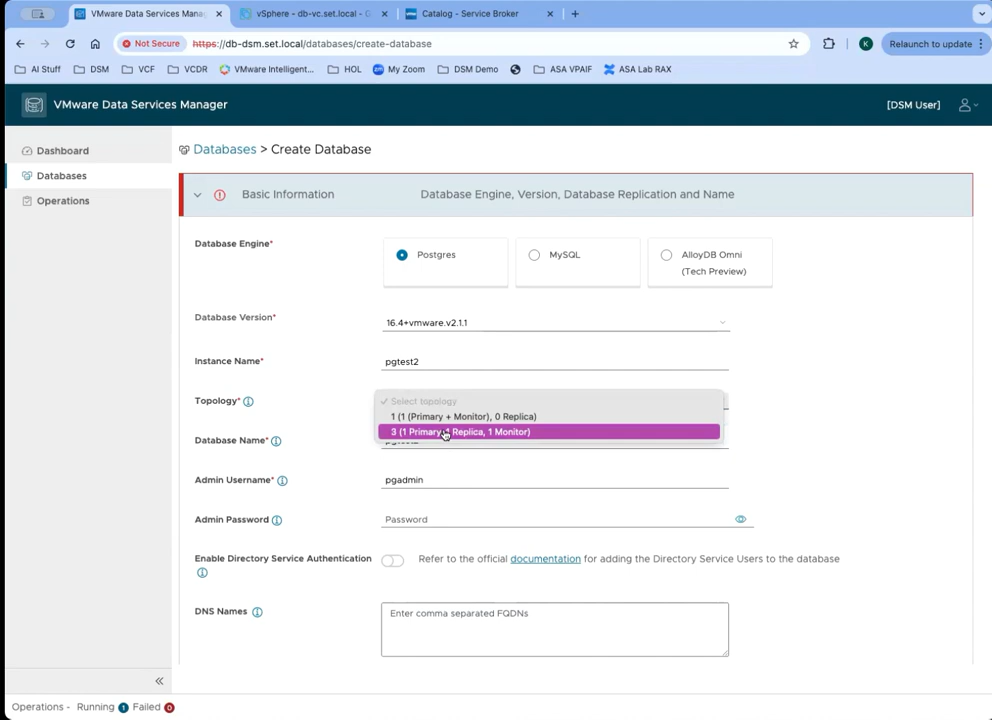 VMware Data Services Mana
vSphere - db-vc.set.local - G
Catalog - Service Broker
Not Secure
https://db-dsm.set.local/databases/create-database
K
Relaunch to update
AI Stuff
DSM
VCF
VCDR
VMware Intelligent...
HOL
My Zoom
DSM Demo
ASA VPAIF
ASA Lab RAX
VMware Data Services Manager
[DSM User]
Dashboard
Databases
Operations
Databases > Create Database
Basic Information
Database Engine, Version, Database Replication and Name
Database Engine*
Postgres
MySQL
AlloyDB Omni
(Tech Preview)
Database Version*
16.4+vmware.v2.1.1
Instance Name*
pgtest2
Topology*
Select topology
1 (1 (Primary + Monitor), 0 Replica)
3 (1 Primary, Replica, 1 Monitor)
Database Name*
pgtest2
Admin Username*
pgadmin
Admin Password
Password
Enable Directory Service Authentication
Refer to the official documentation for adding the Directory Service Users to the database
DNS Names
Enter comma separated FQDNs
Operations - Running 1 Failed 0